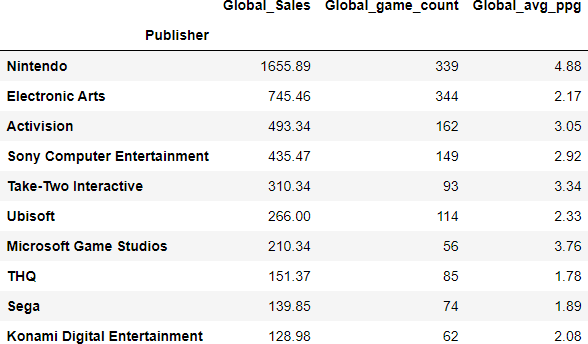 Global_Sales Global_game_count Global_avg_ppg
Publisher
Nintendo 1655.89 339 4.88
Electronic Arts 745.46 344 2.17
Activision 493.34 162 3.05
Sony Computer Entertainment 435.47 149 2.92
Take-Two Interactive 310.34 93 3.34
Ubisoft 266.00 114 2.33
Microsoft Game Studios 210.34 56 3.76
THQ 151.37 85 1.78
Sega 139.85 74 1.89
Konami Digital Entertainment 128.98 62 2.08